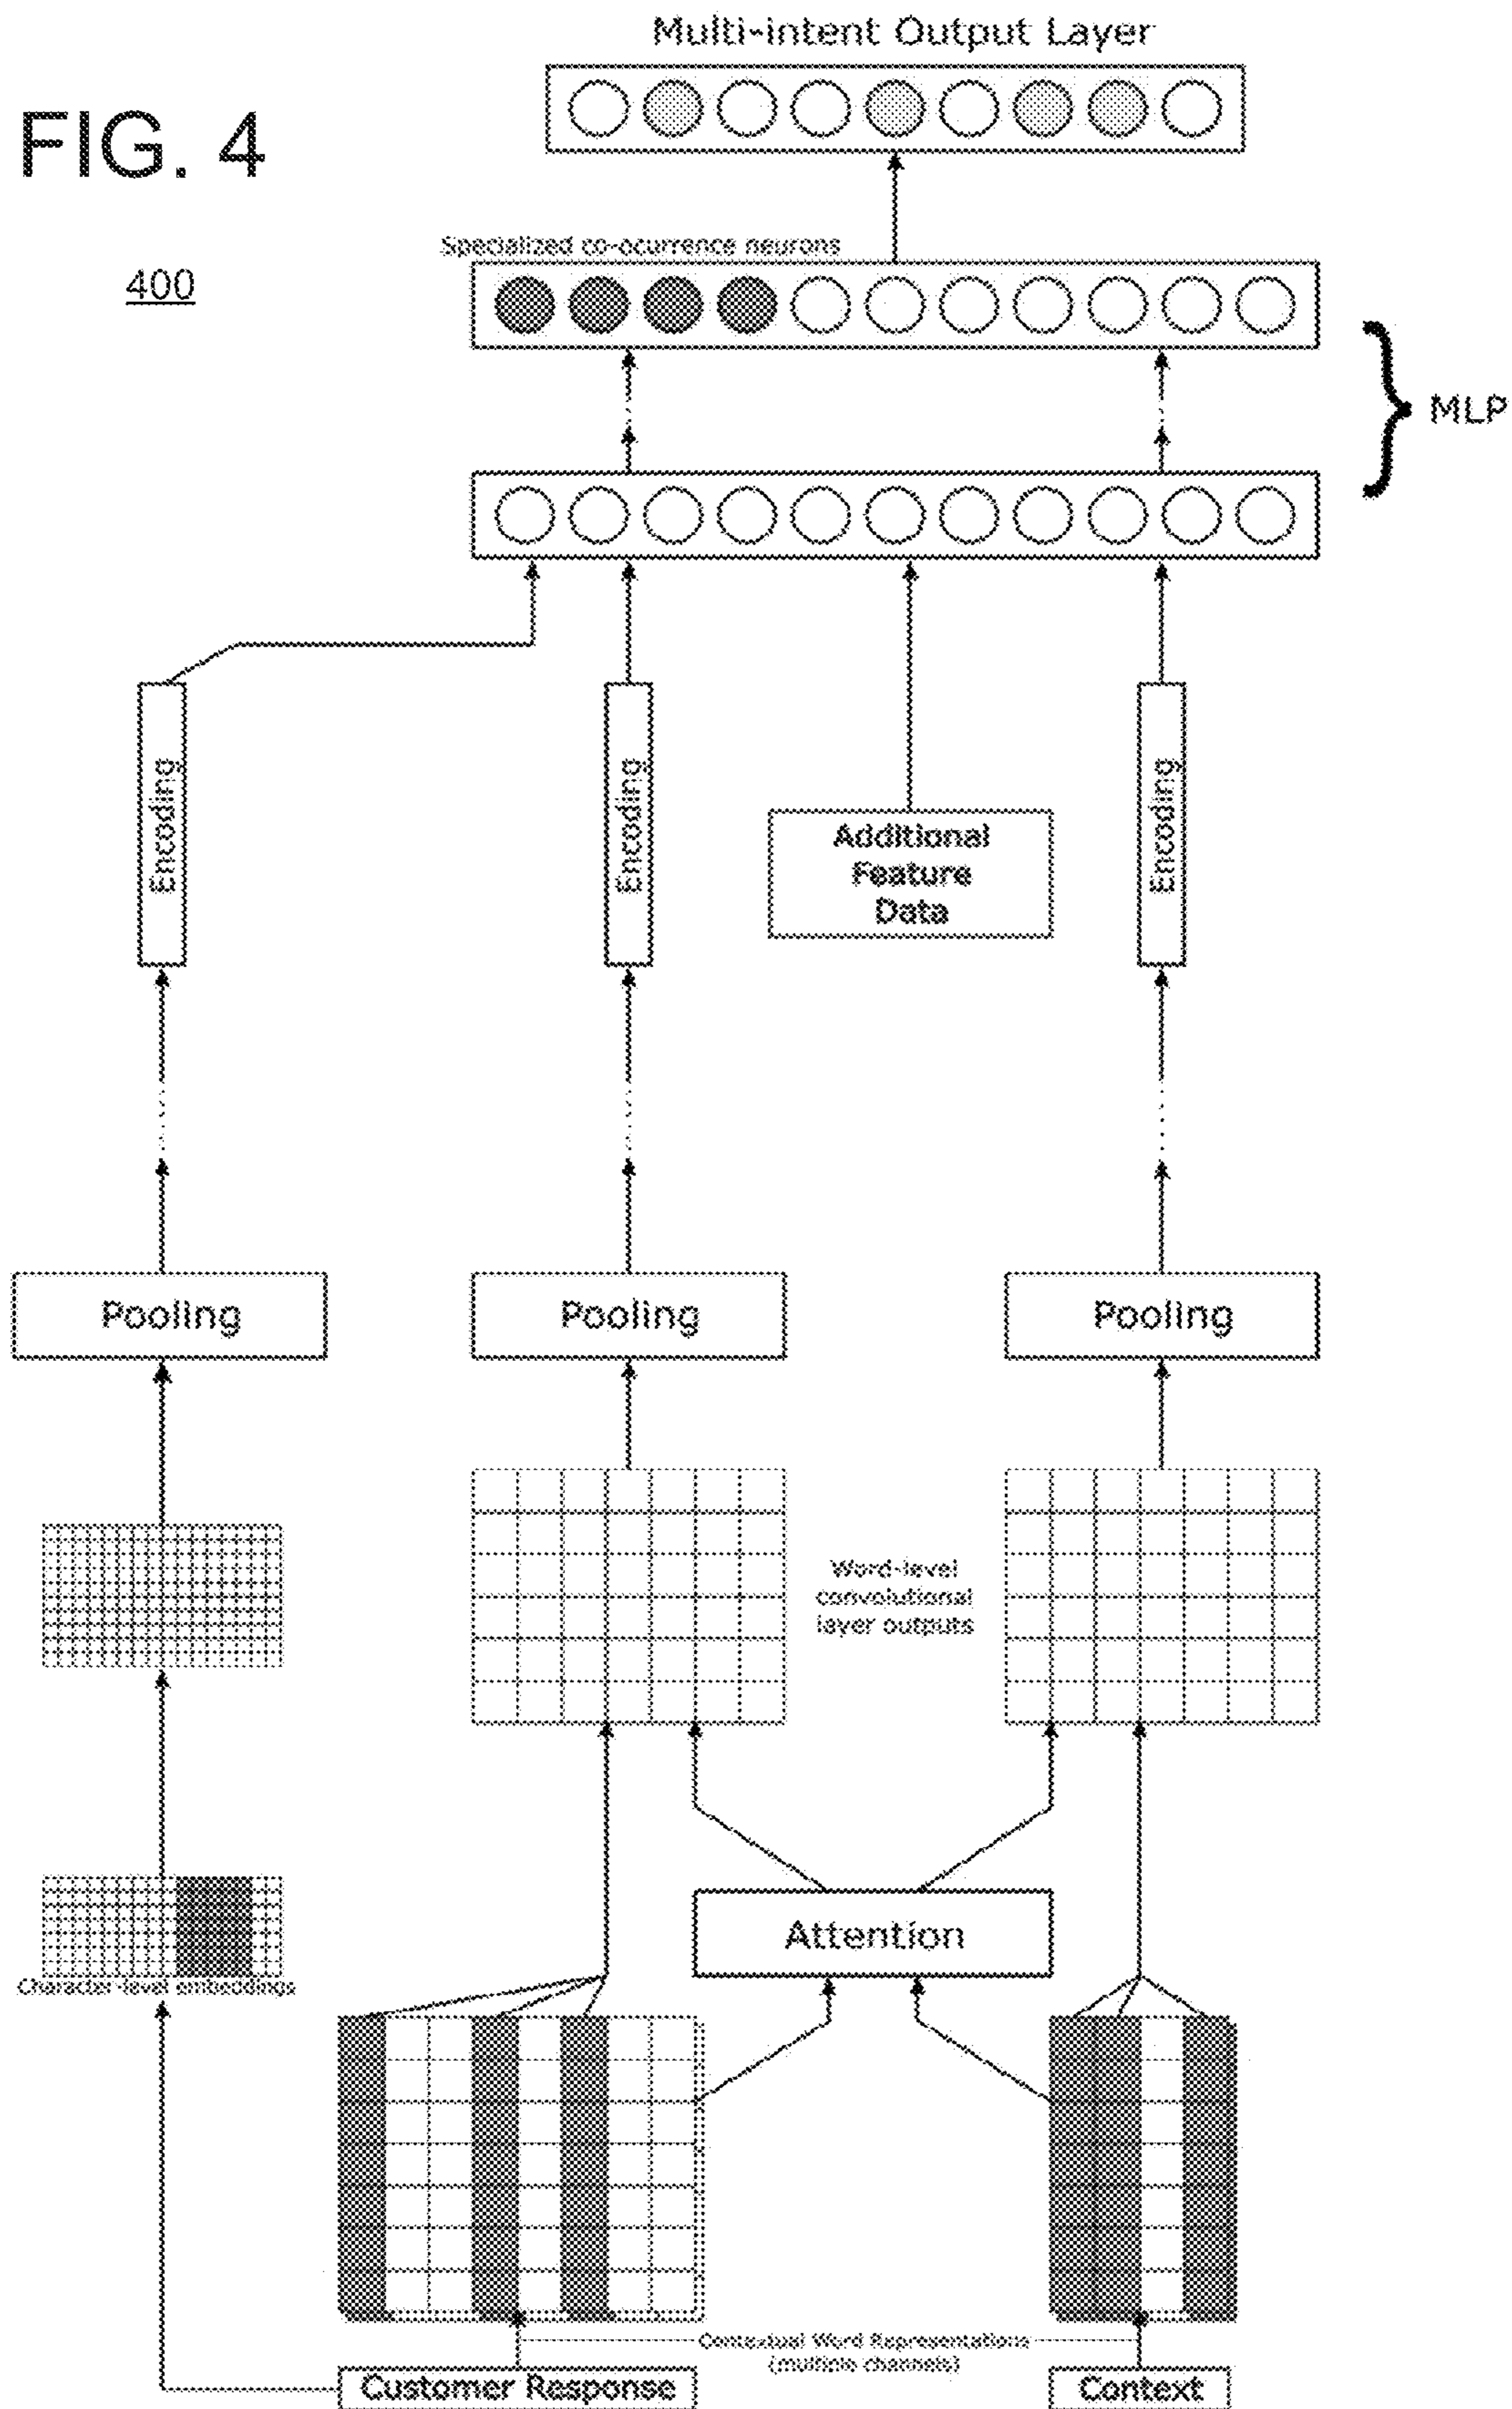 Multi-intent Output Layer
FIG. 4
400
Specialized co-ocurrence neurons
MLP
Encoding
Encoding
Additional
Feature
Data
Encoding
Pooling
Pooling
Pooling
Word-level
convolutional
layer outputs
Attention
Character-level embeddings
Contextual Word Representations
(multiple channels)
Customer Response
Context